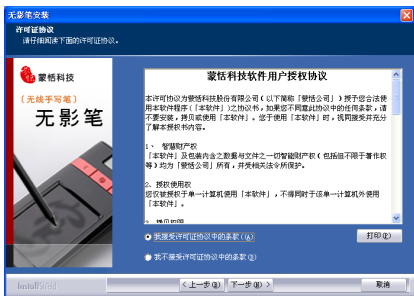 无影笔安装
许可证协议
请仔细阅读下面的许可证协议。
蒙恬科技
(无线手写笔)
无影笔
蒙恬科技软件用户授权协议
本许可协议为蒙恬科技股份有限公司(以下简称「蒙恬公司」)授予您合法使
用本软件程序(「本软件」)之协议书,如果您不同意此协议中的任何条款,请
不要安装,拷贝或使用「本软件」。您于使用「本软件」时,视同接受并充分
了解本授权书内容。
1、 智慧财产权
「本软件」及包装内含之数据与文件之一切智能财产权(包括但不限于著作权
等)均为「蒙恬公司」所有,并受相关法令所保护。
2、授权使用权
您仅被授权于单一计算机使用「本软件」,不得同时于该单一计算机外使用
「本软件」。
3、拷贝权限
我接受许可证协议中的条款(A)
打印(P)
我不接受许可证协议中的条款(D)
InstallShield
< 上一步(B)
下一步(N) >
取消